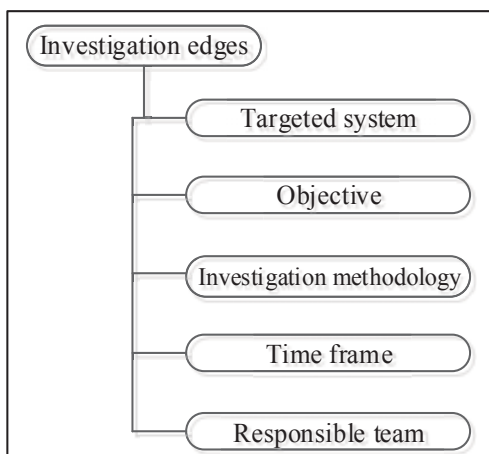 Investigation edges
Targeted system
Objective
Investigation methodology
Time frame
Responsible team